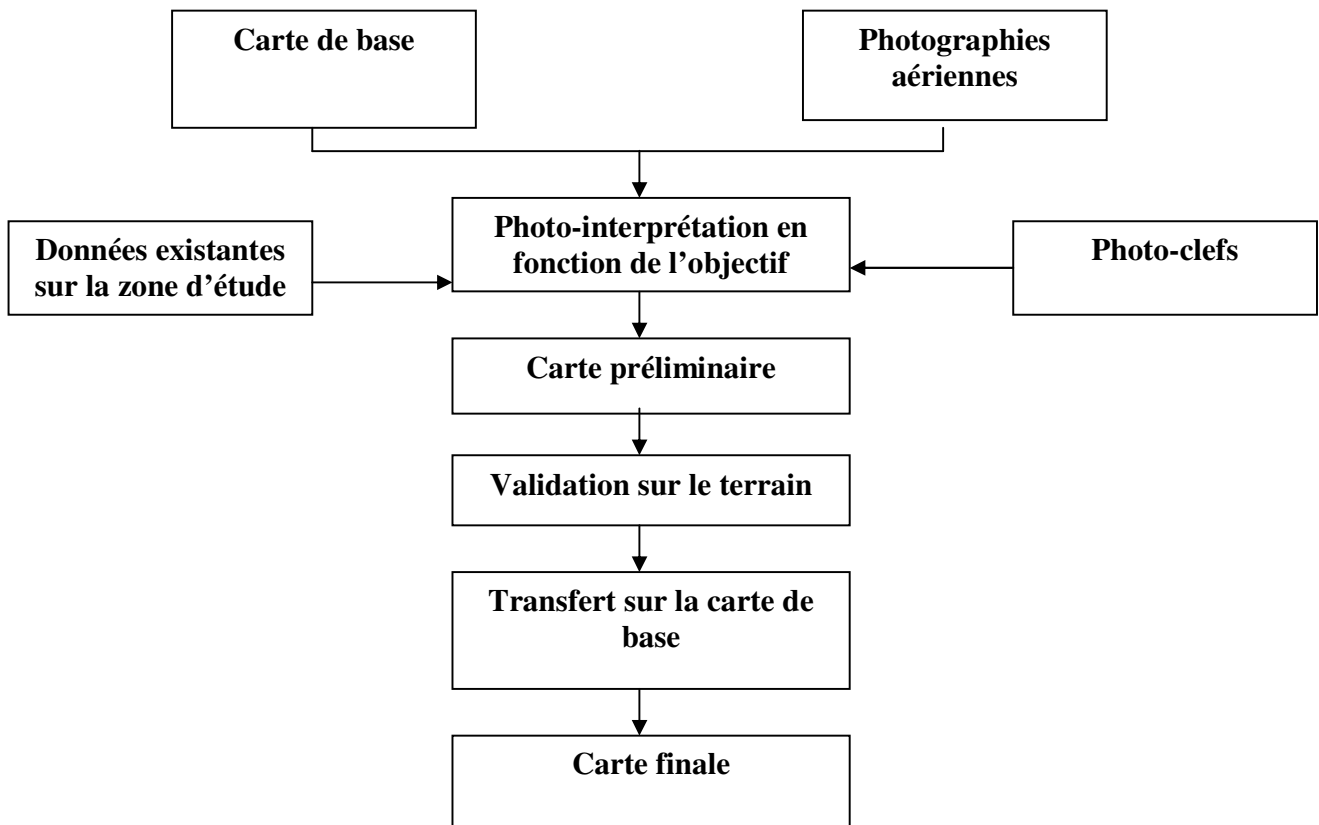 Carte de base
Photographies
aériennes
Photo-interprétation en
fonction de l’objectif
Données existantes
sur la zone d’étude
Photo-clefs
Carte préliminaire
Validation sur le terrain
Transfert sur la carte de
base
Carte finale